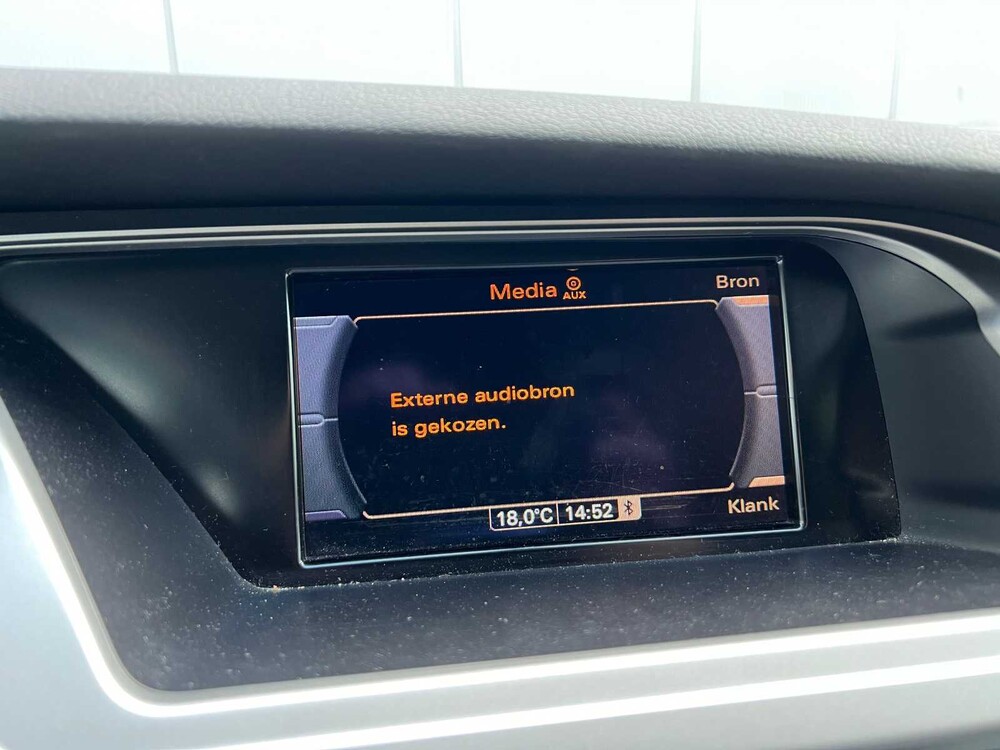 Media AUX
Bron
Externe audiobron
is gekozen.
18,0°C 14:52
Klank